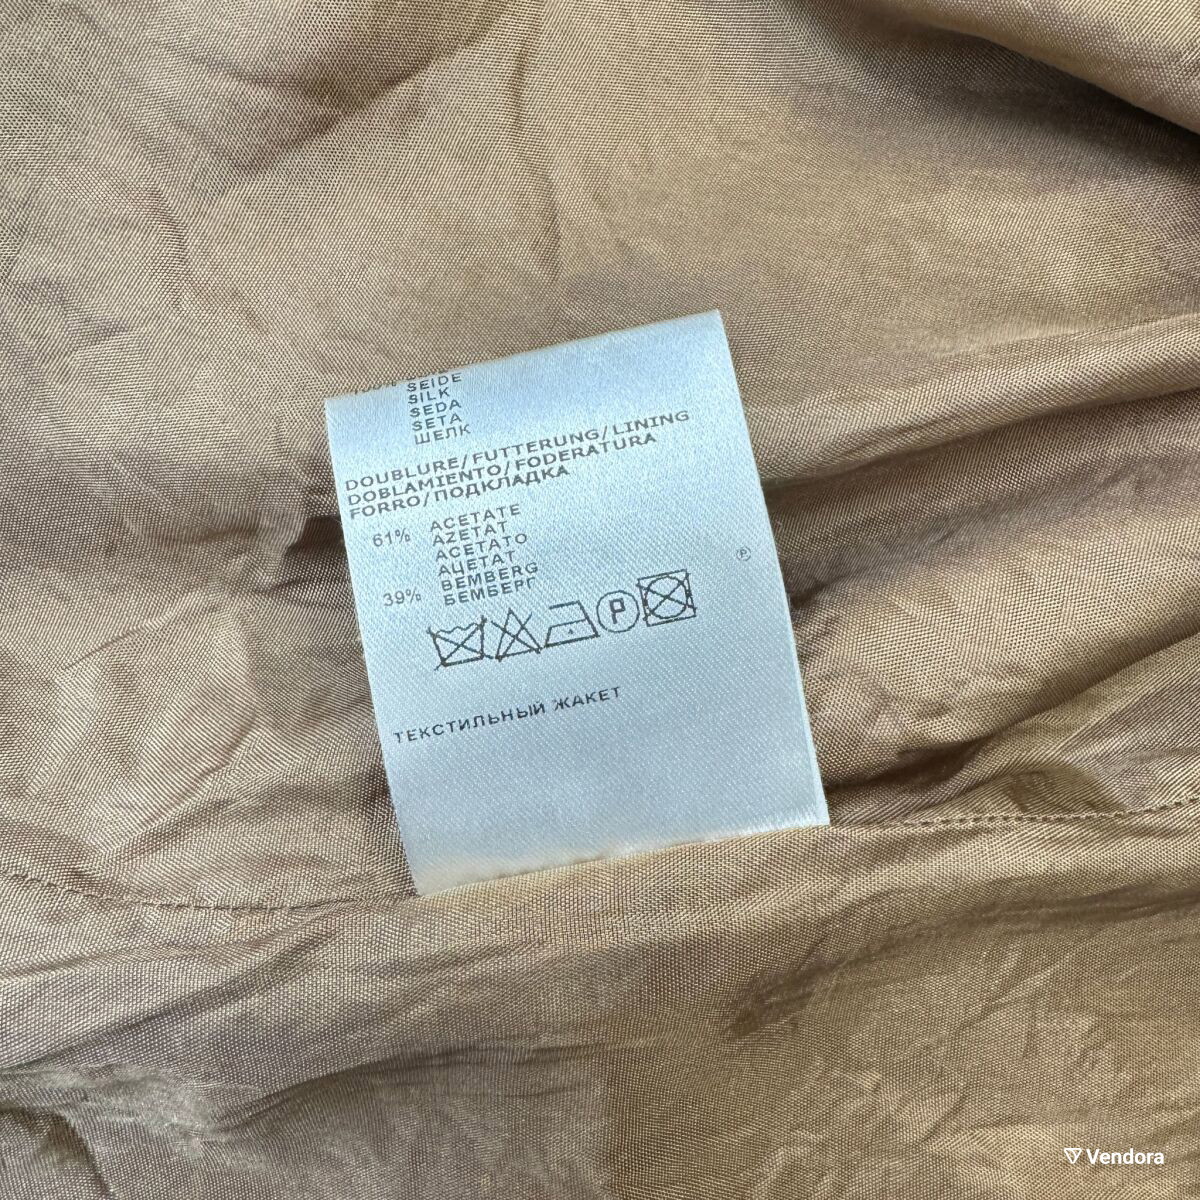 SEIDE
SILK
SEDA
SETA
ШЕЛК
DOUBLURE/FUTTERUNG/LINING
DOBLAMIENTO/FODERATURA
FORRO/ПОДКЛАДКА
61% ACETATE
AZETAT
ACETATO
АЦЕТАТ
39% BEMBERG
БЕМБЕРГ
P
P
ТЕКСТИЛЬНЫЙ ЖАКЕТ
Vendora